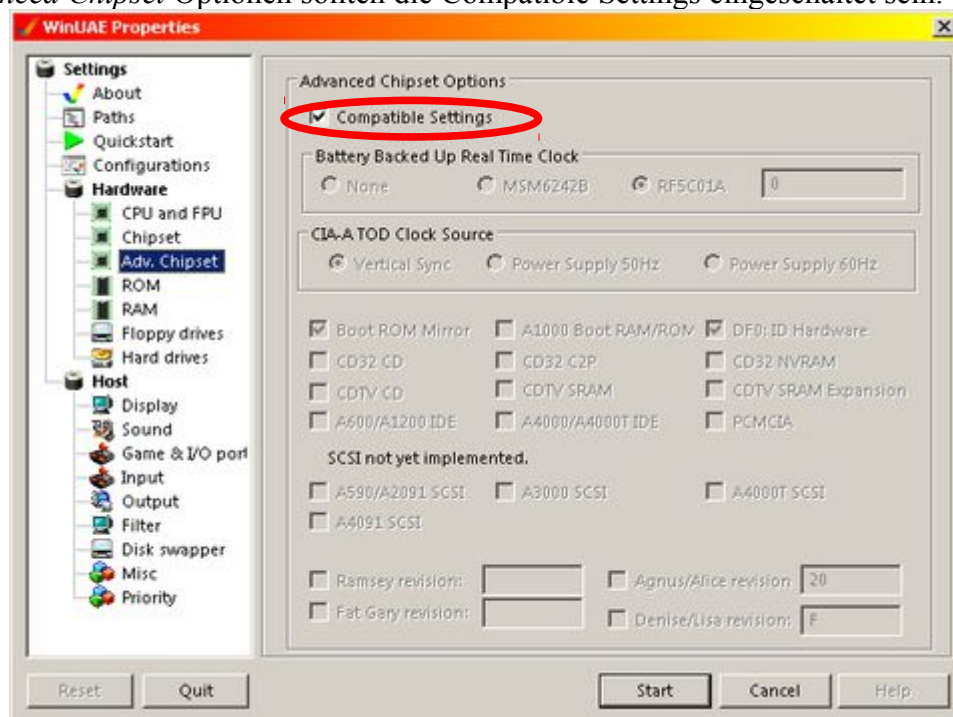 nced Chipset Optionen sollten die Compatible Settings eingeschaltet sein.
WinUAE Properties
Settings
About
Paths
Quickstart
Configurations
Hardware
CPU and FPU
Chipset
Adv. Chipset
ROM
RAM
Floppy drives
Hard drives
Host
Display
Sound
Game & I/O port
Input
Output
Filter
Disk swapper
Misc
Priority
Advanced Chipset Options
Compatible Settings
Battery Backed Up Real Time Clock
None MSM6242B RF5C01A 0
CIA-A TOD Clock Source
Vertical Sync Power Supply 50Hz Power Supply 60Hz
Boot ROM Mirror A1000 Boot RAM/ROM DF0: ID Hardware
CD32 CD CD32 C2P CD32 NVRAM
CDTV CD CDTV SRAM CDTV SRAM Expansion
A600/A1200 IDE A4000/A4000T IDE PCMCIA
SCSI not yet implemented.
A590/A2091 SCSI A3000 SCSI A4000T SCSI
A4091 SCSI
Ramsey revision: Agnus/Alice revision 20
Fat Gary revision: Denise/Lisa revision: F
Reset Quit Start Cancel Help